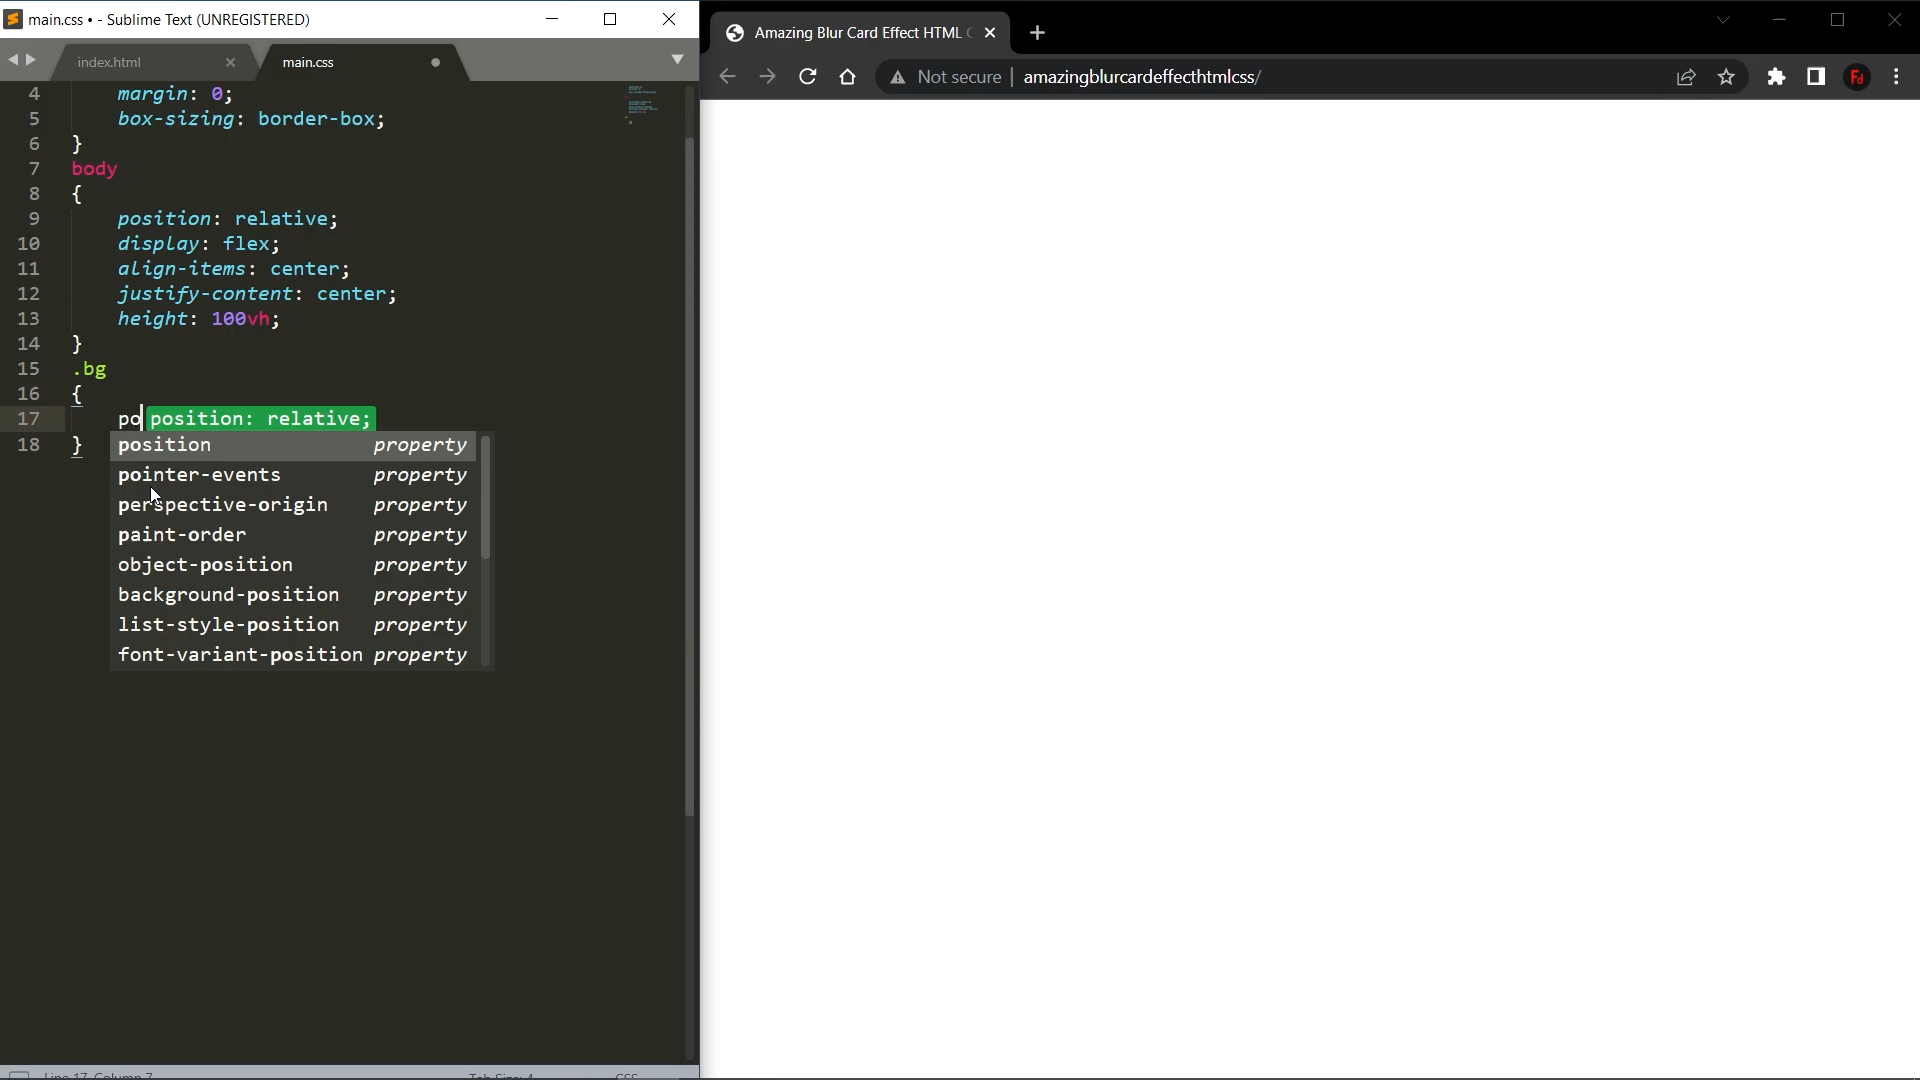 main.css • - Sublime Text (UNREGISTERED)
index.html
main.css
4 margin: 0;
5 box-sizing: border-box;
6 }
7 body
8 {
9 position: relative;
10 display: flex;
11 align-items: center;
12 justify-content: center;
13 height: 100vh;
14 }
15 .bg
16 {
17 po position: relative;
18 }
position property
pointer-events property
perspective-origin property
paint-order property
object-position property
background-position property
list-style-position property
font-variant-position property
Line 17, Column 7
Tab Size: 4
CSS
Amazing Blur Card Effect HTML
Not secure
amazingblurcardeffecthtmlcss/
Fd